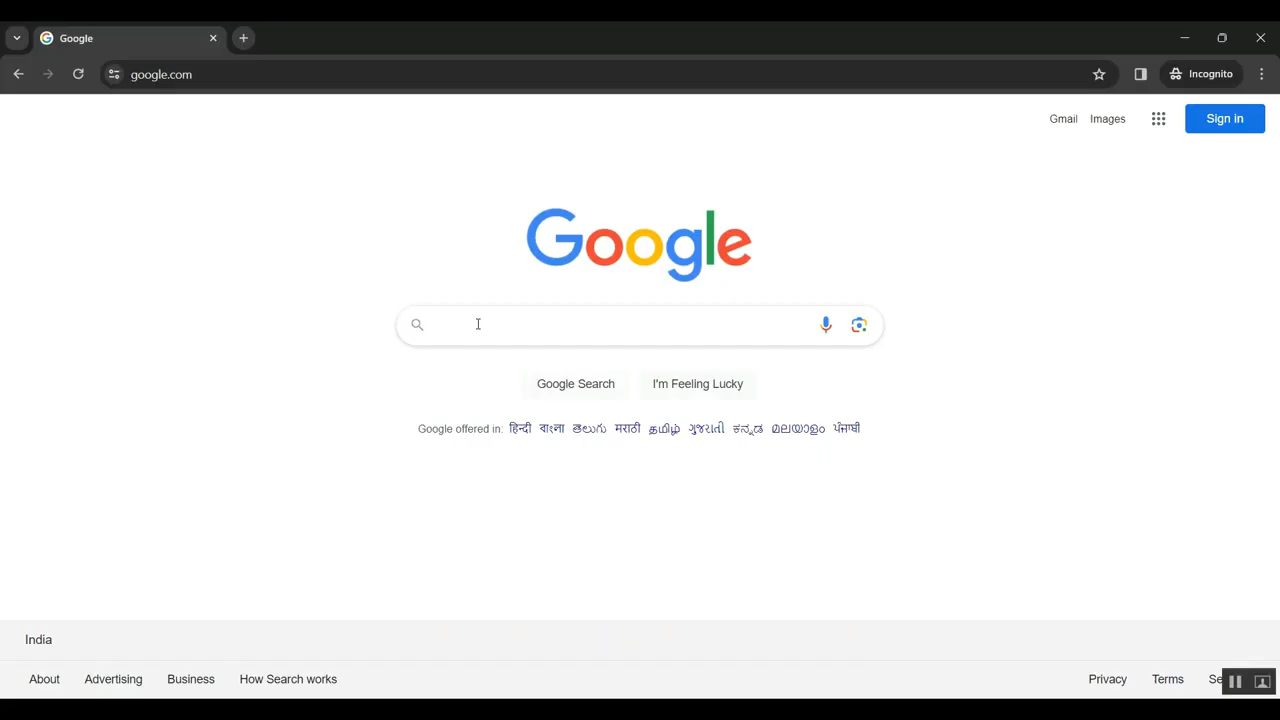 Google
google.com
Incognito
Gmail Images Sign in
Google
Google Search I'm Feeling Lucky
Google offered in: हिन्दी বাংলা తెలుగు मराठी தமிழ் ગુજરાતી ಕನ್ನಡ മലയാളം ਪੰਜਾਬੀ
India
About Advertising Business How Search works Privacy Terms Se